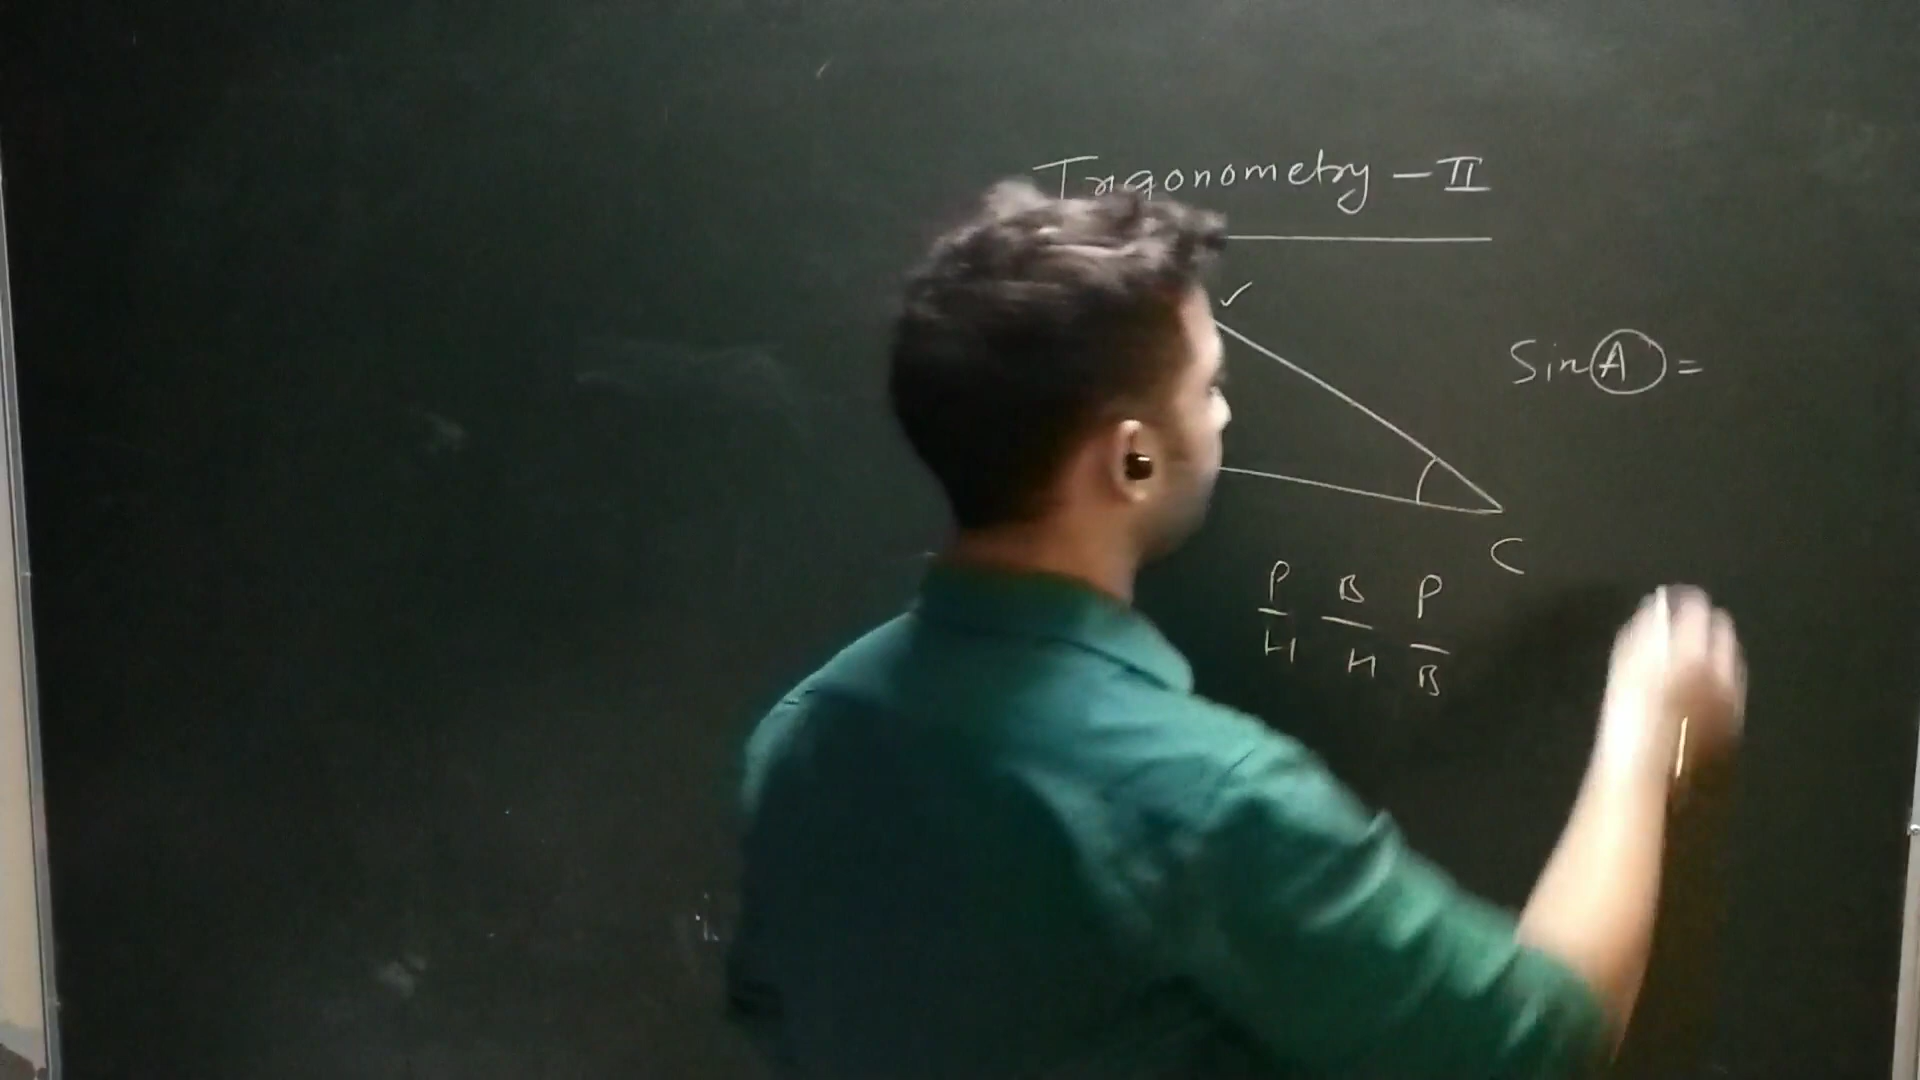 Trigonometry - II
✓
Sin A =
C
P B P
H H B